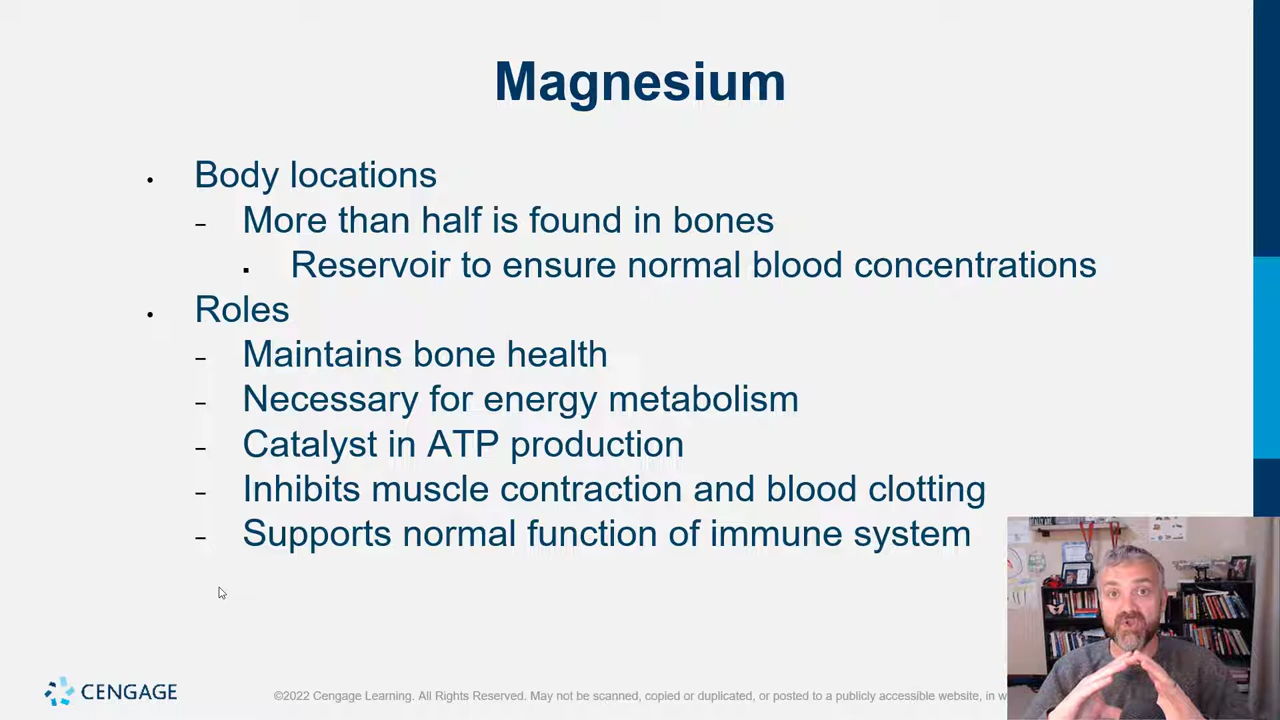 Magnesium
• Body locations
– More than half is found in bones
▪ Reservoir to ensure normal blood concentrations
• Roles
– Maintains bone health
– Necessary for energy metabolism
– Catalyst in ATP production
– Inhibits muscle contraction and blood clotting
– Supports normal function of immune system
CENGAGE
©2022 Cengage Learning. All Rights Reserved. May not be scanned, copied or duplicated, or posted to a publicly accessible website, in w